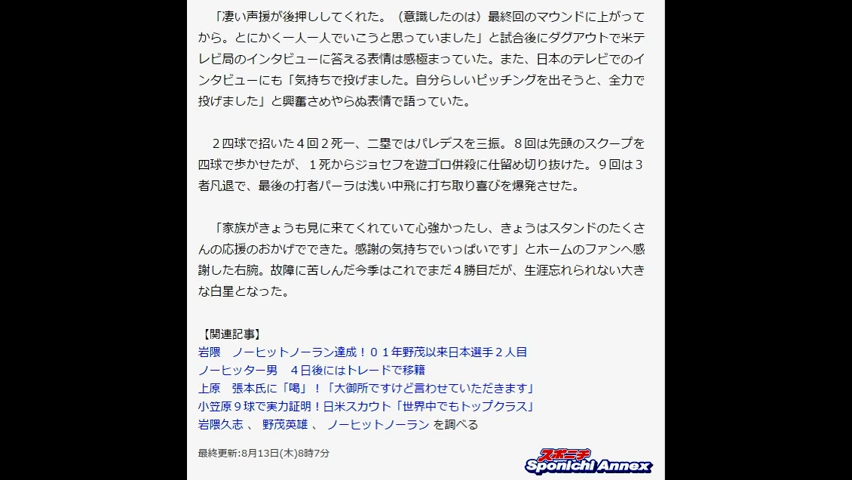 「凄い声援が後押ししてくれた。（意識したのは）最終回のマウンドに上がって
から。とにかく一人一人でいこうと思っていました」と試合後にダグアウトで米テ
レビ局のインタビューに答える表情は感極まっていた。また、日本のテレビでのイ
ンタビューにも「気持ちで投げました。自分らしいピッチングを出そうと、全力で
投げました」と興奮さめやらぬ表情で語っていた。
２四球で招いた４回２死一、二塁ではパレデスを三振。８回は先頭のスクープを
四球で歩かせたが、１死からジョセフを遊ゴロ併殺に仕留め切り抜けた。９回は３
者凡退で、最後の打者パーラは浅い中飛に打ち取り喜びを爆発させた。
「家族がきょうも見に来てくれていて心強かったし、きょうはスタンドのたくさ
んの応援のおかげでできた。感謝の気持ちでいっぱいです」とホームのファンへ感
謝した右腕。故障に苦しんだ今季はこれでまだ４勝目だが、生涯忘れられない大き
な白星となった。
【関連記事】
岩隈　ノーヒットノーラン達成！０１年野茂以来日本選手２人目
ノーヒッター男　４日後にはトレードで移籍
上原　張本氏に「喝」！「大御所ですけど言わせていただきます」
小笠原９球で実力証明！日米スカウト「世界中でもトップクラス」
岩隈久志 、 野茂英雄 、 ノーヒットノーラン を調べる
最終更新:8月13日(木)8時7分
スポニチ
Sponichi Annex